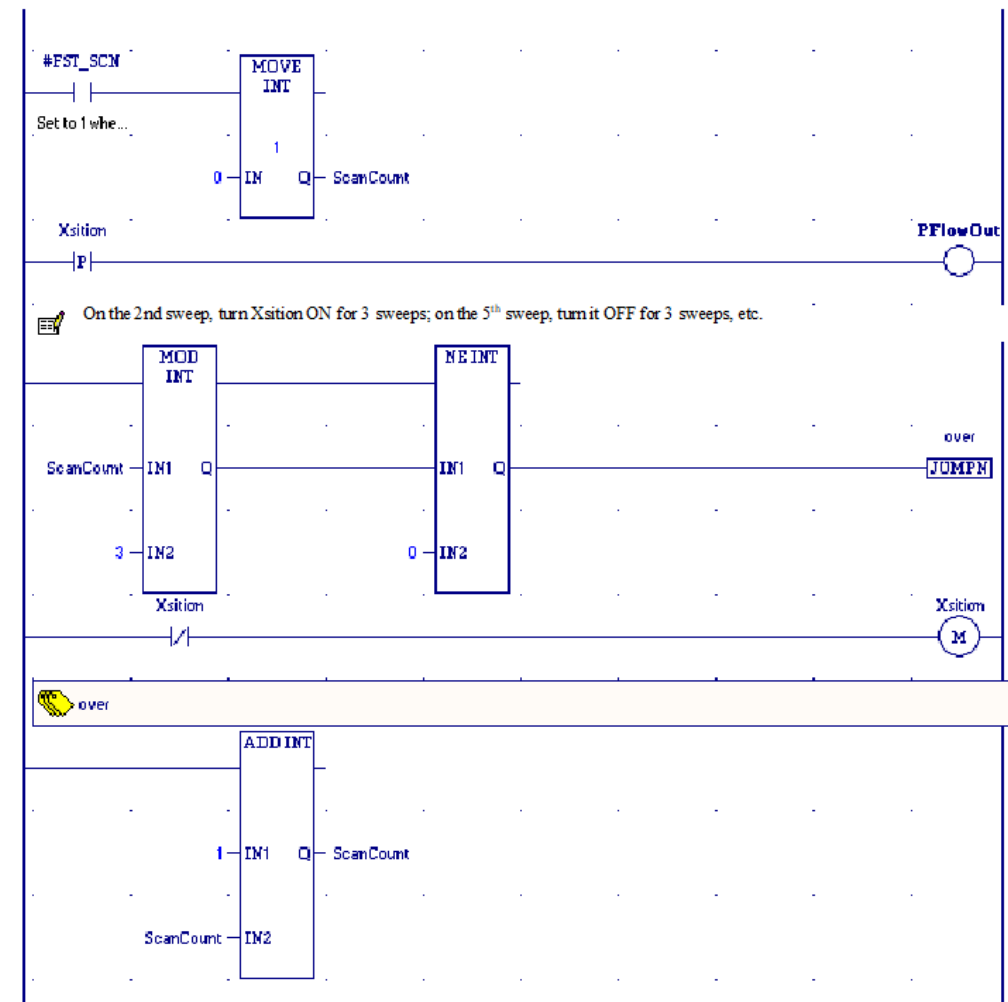 #FST_SCN
MOVE
INT
Set to 1 whe...
1
0 IN Q ScanCount
Xsition PFlowOut
P
On the 2nd sweep, turn Xsition ON for 3 sweeps; on the 5th sweep, turn it OFF for 3 sweeps, etc.
MOD NE INT
INT
over
ScanCount IN1 Q IN1 Q JUMPN
3 IN2 0 IN2
Xsition Xsition
M
over
ADD INT
1 IN1 Q ScanCount
ScanCount IN2